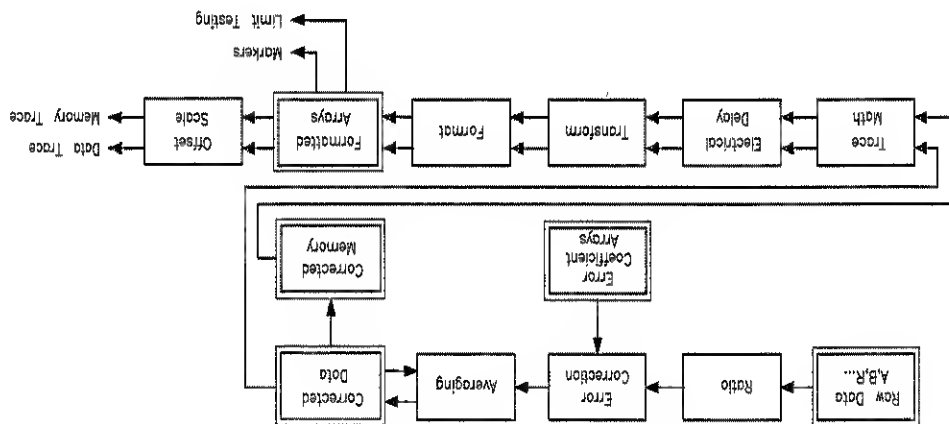 Raw Data
A,B,R...
Ratio
Error
Correction
Averaging
Corrected
Data
Error
Coefficient
Arrays
Corrected
Memory
Trace
Math
Electrical
Delay
Transform
Format
Formatted
Arrays
Offset
Scale
Data Trace
Memory Trace
Markers
Limit Testing